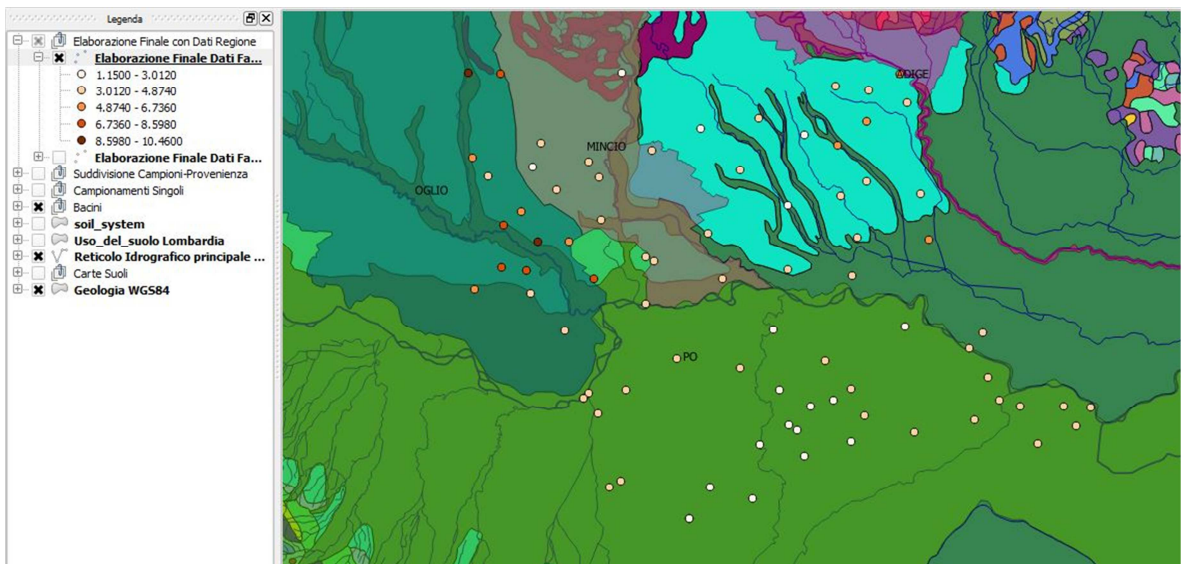 Legenda
Elaborazione Finale con Dati Regione
Elaborazione Finale Dati Fa...
1.1500 - 3.0120
3.0120 - 4.8740
4.8740 - 6.7360
6.7360 - 8.5980
8.5980 - 10.4600
Elaborazione Finale Dati Fa...
Suddivisione Campioni-Provenienza
Campionamenti Singoli
Bacini
soil_system
Uso_del_suolo Lombardia
Reticolo Idrografico principale ...
Carte Suoli
Geologia WGS84
ADIGE
MINCIO
OGLIO
PO